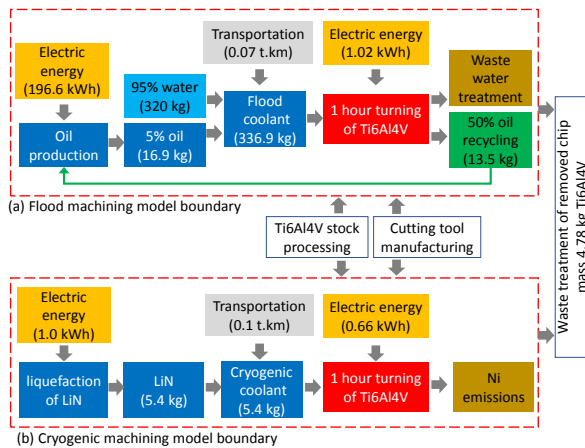 Electric
energy
(196.6 kWh)
Oil
production
95% water
(320 kg)
5% oil
(16.9 kg)
Transportation
(0.07 t.km)
Flood
coolant
(336.9 kg)
Electric energy
(1.02 kWh)
1 hour turning
of Ti6Al4V
Waste
water
treatment
50% oil
recycling
(13.5 kg)
(a) Flood machining model boundary
Ti6Al4V stock
processing
Cutting tool
manufacturing
Waste treatment of removed chip
mass 4.78 kg Ti6Al4V
Electric
energy
(1.0 kWh)
liquefaction
of LiN
LiN
(5.4 kg)
Transportation
(0.1 t.km)
Cryogenic
coolant
(5.4 kg)
Electric energy
(0.66 kWh)
1 hour turning
of Ti6Al4V
Ni
emissions
(b) Cryogenic machining model boundary